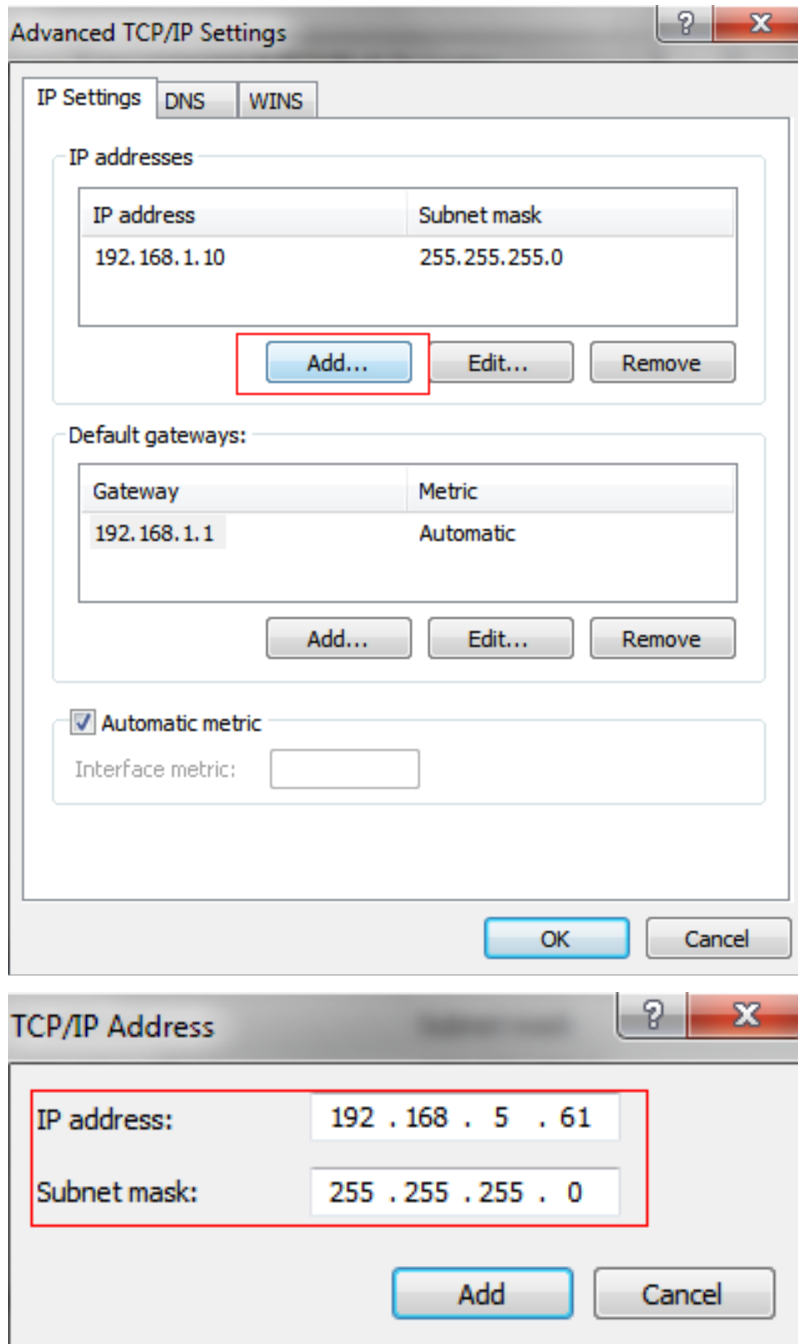 Advanced TCP/IP Settings
IP Settings DNS WINS
IP addresses
IP address Subnet mask
192.168.1.10 255.255.255.0
Add... Edit... Remove
Default gateways:
Gateway Metric
192.168.1.1 Automatic
Add... Edit... Remove
Automatic metric
Interface metric:
OK Cancel
TCP/IP Address
IP address: 192 . 168 . 5 . 61
Subnet mask: 255 . 255 . 255 . 0
Add Cancel